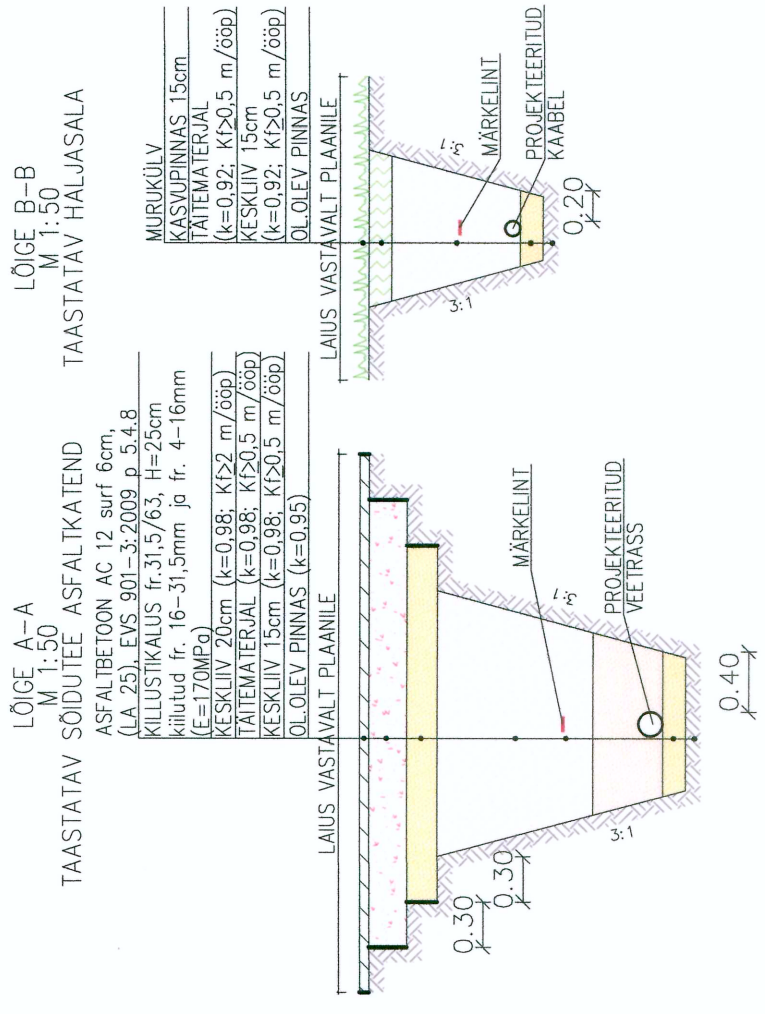 LÕIGE A-A
M 1:50
TAASTATAV SÕIDUTEE ASFALTKATEND
ASFALTBETOON AC 12 surf 6cm,
(LA 25), EVS 901-3:2009 p 5.4.8
KILLUSTIKALUS fr.31,5/63, H=25cm
kiilutud fr. 16-31,5mm ja fr. 4-16mm
(E=170MPa)
KESKLIIV 20cm (k=0,98; Kf≥2 m/ööp)
TÄITEMATERJAL (k=0,98; Kf≥0,5 m/ööp)
KESKLIIV 15cm (k=0,98; Kf≥0,5 m/ööp)
OL.OLEV PINNAS (k=0,95)
LAIUS VASTAVALT PLAANILE
0.30
0.30
3:1
3:1
MÄRKELINT
PROJEKTEERITUD
VEETRASS
0.40
LÕIGE B-B
M 1:50
TAASTATAV HALJASALA
MURUKÜLV
KASVUPINNAS 15cm
TÄITEMATERJAL
(k=0,92; Kf≥0,5 m/ööp)
KESKLIIV 15cm
(k=0,92; Kf≥0,5 m/ööp)
OL.OLEV PINNAS
LAIUS VASTAVALT PLAANILE
3:1
3:1
MÄRKELINT
PROJEKTEERITUD
KAABEL
0.20